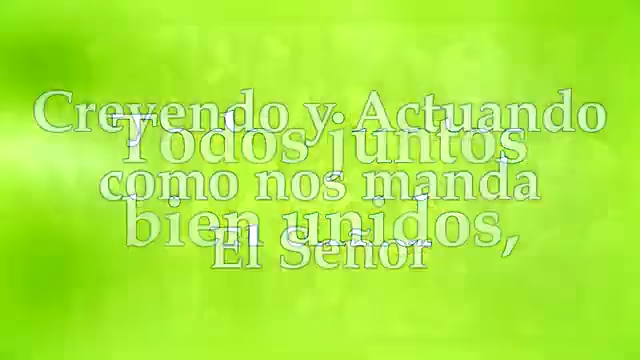 Creyendo y Actuando
Todos juntos
como nos manda
bien unidos,
El Señor